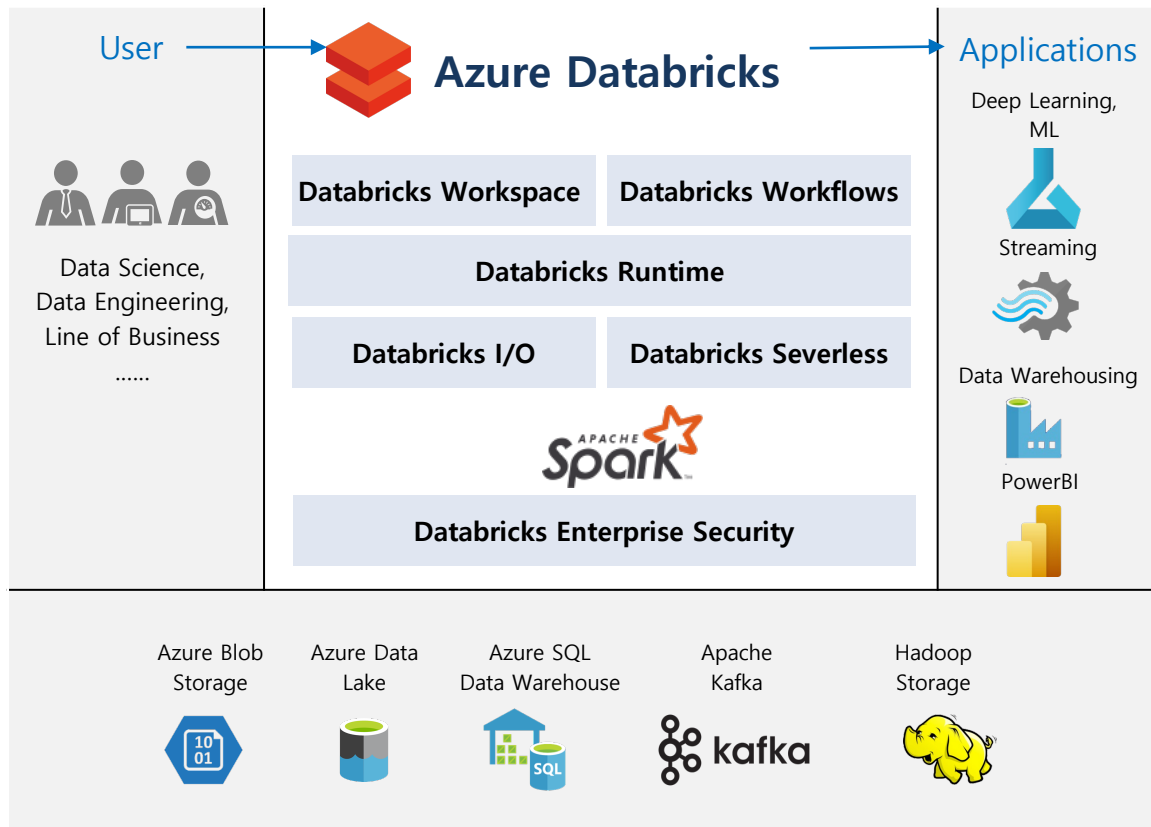 User
Azure Databricks
Applications
Data Science,
Data Engineering,
Line of Business
......
Databricks Workspace
Databricks Workflows
Databricks Runtime
Databricks I/O
Databricks Severless
APACHE
Spark
Databricks Enterprise Security
Deep Learning,
ML
Streaming
Data Warehousing
PowerBI
Azure Blob
Storage
10
01
Azure Data
Lake
Azure SQL
Data Warehouse
SQL
Apache
Kafka
kafka
Hadoop
Storage